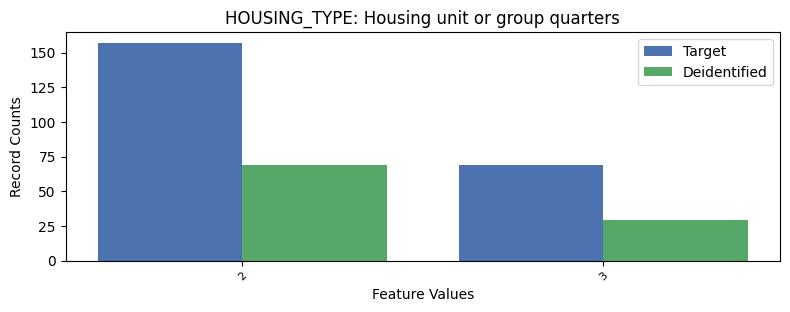 HOUSING_TYPE: Housing unit or group quarters
Target
Deidentified
Record Counts
150
125
100
75
50
25
0
2
3
Feature Values